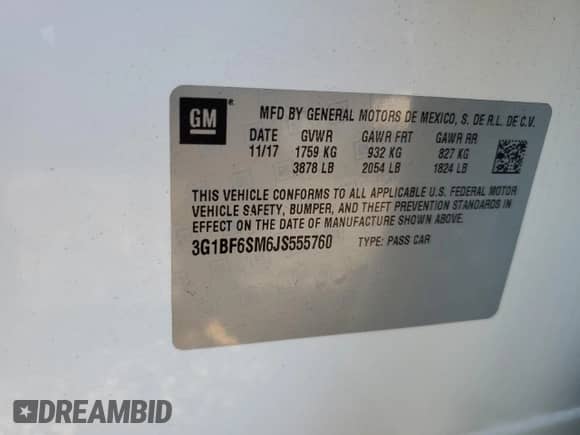 GM
MFD BY GENERAL MOTORS DE MEXICO, S. DE R.L. DE C.V.
DATE GVWR GAWR FRT GAWR RR
11/17 1759 KG 932 KG 827 KG
3878 LB 2054 LB 1824 LB
THIS VEHICLE CONFORMS TO ALL APPLICABLE U.S. FEDERAL MOTOR
VEHICLE SAFETY, BUMPER, AND THEFT PREVENTION STANDARDS IN
EFFECT ON THE DATE OF MANUFACTURE SHOWN ABOVE.
3G1BF6SM6JS555760 TYPE: PASS CAR
DREAMBID